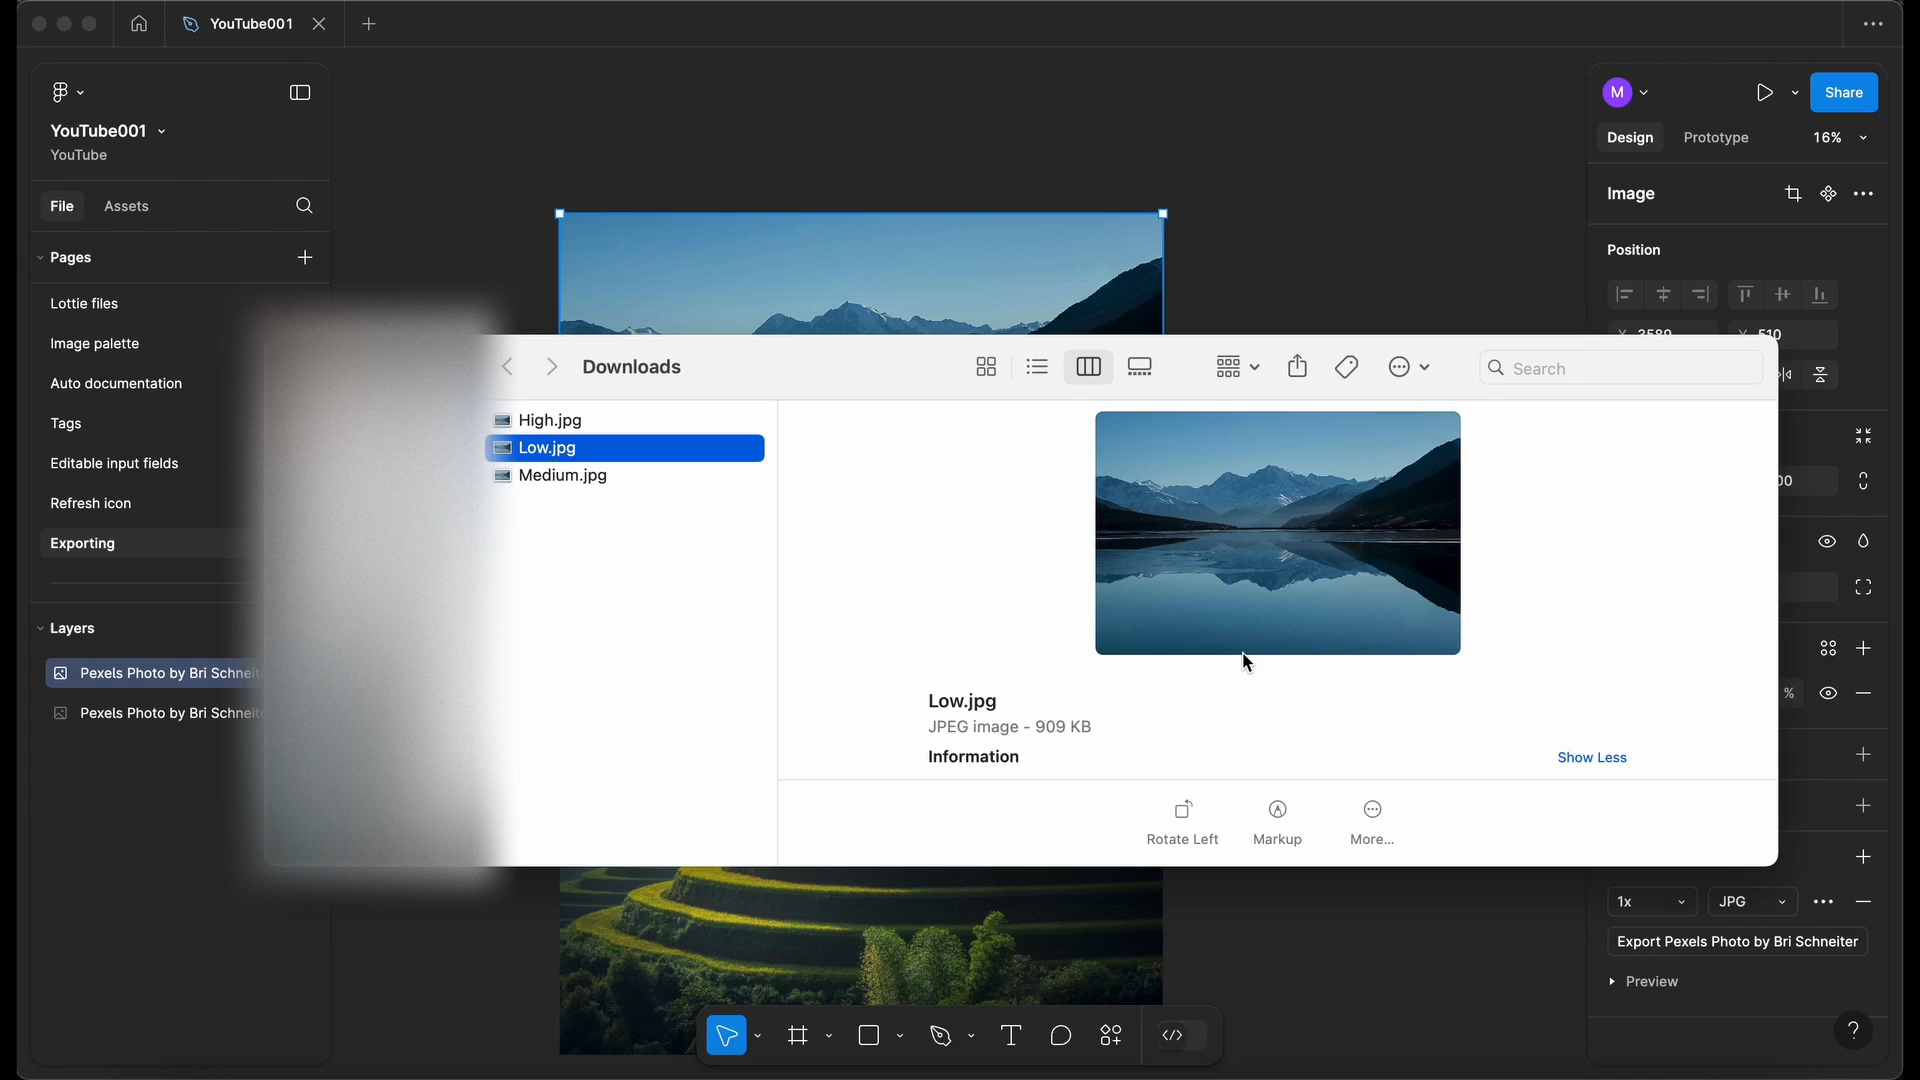 YouTube001
M
Share
YouTube001
YouTube
Design
Prototype
16%
File
Assets
Image
Pages
Position
Lottie files
Image palette
Auto documentation
Tags
Editable input fields
Refresh icon
Exporting
Layers
Pexels Photo by Bri Schneite
Pexels Photo by Bri Schneite
Downloads
Search
High.jpg
Low.jpg
Medium.jpg
Low.jpg
JPEG image - 909 KB
Information
Show Less
Rotate Left
Markup
More...
%
1x
JPG
Export Pexels Photo by Bri Schneiter
Preview
?